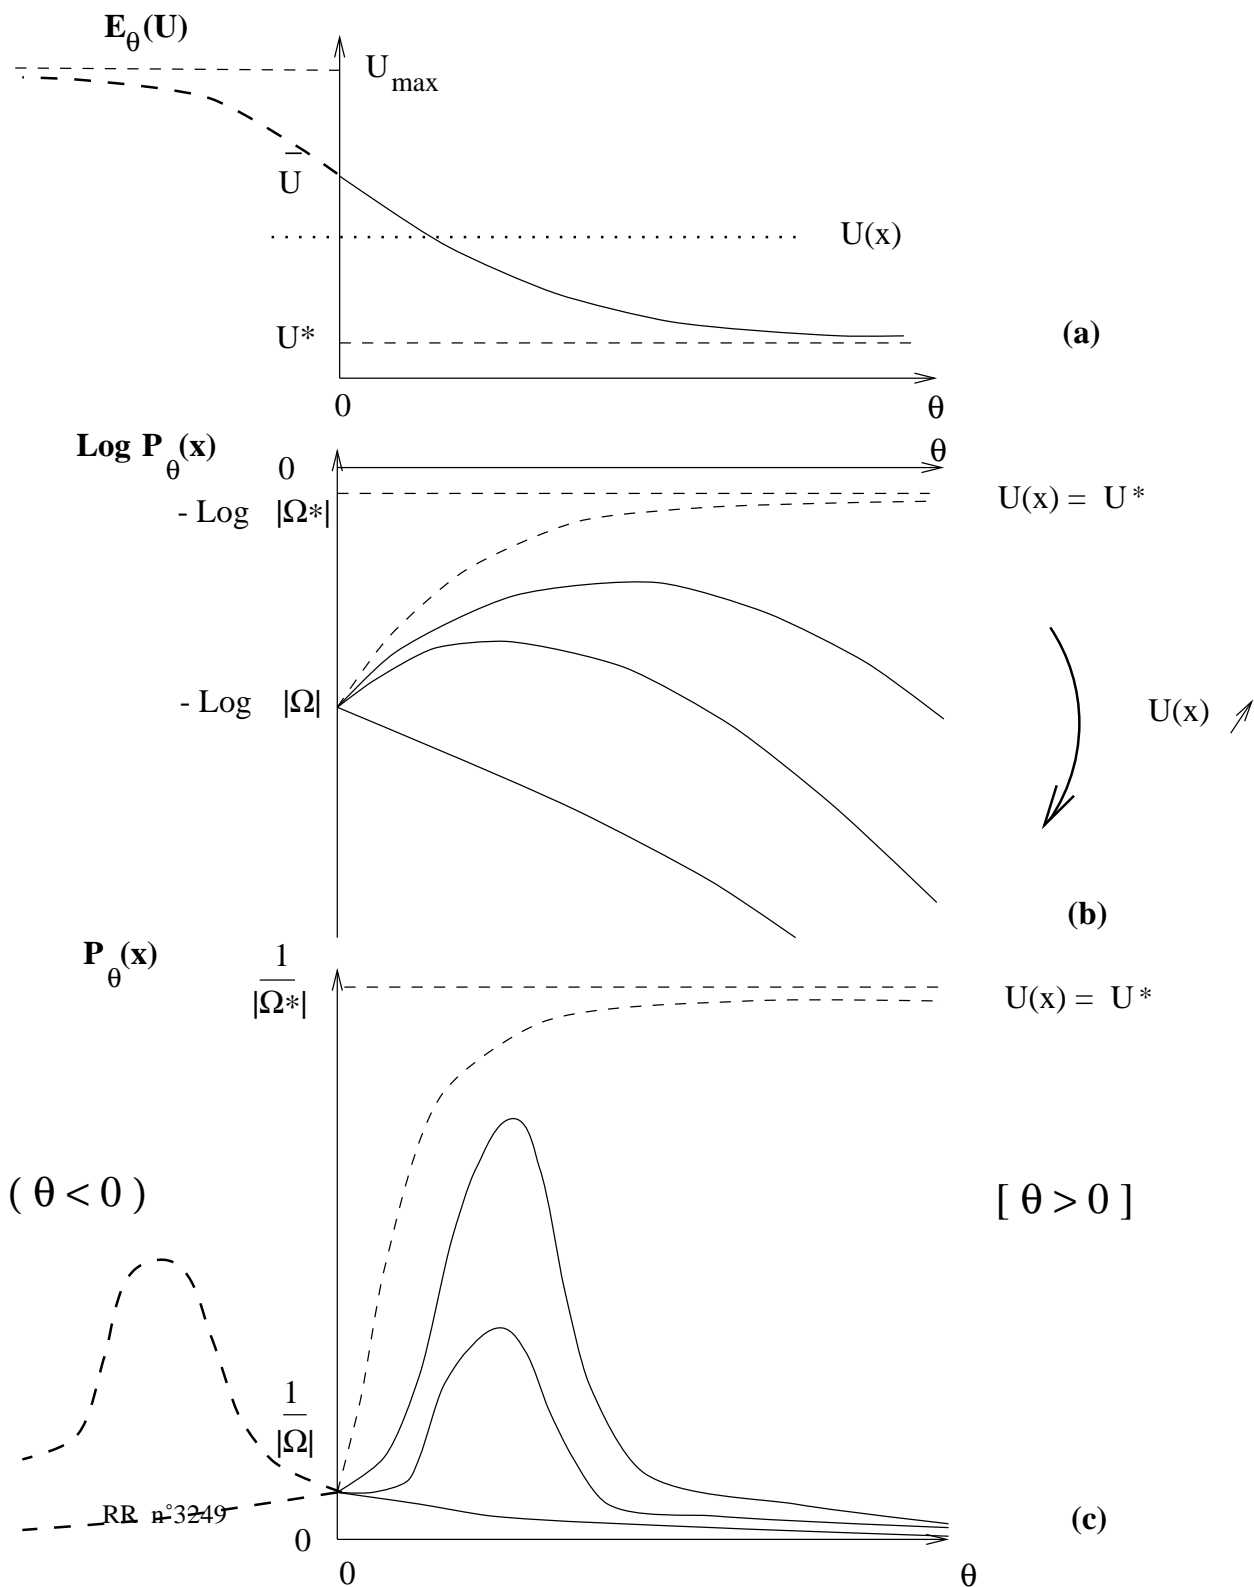 E_θ(U)
U_max
Ū
U(x)
U*
(a)
0
θ
Log P_θ(x)
0
θ
- Log |Ω*|
U(x) = U*
- Log |Ω|
U(x) ↗
(b)
P_θ(x)
1
|Ω*|
U(x) = U*
( θ < 0 )
[ θ > 0 ]
1
|Ω|
RR n°3249
(c)
0
0
θ